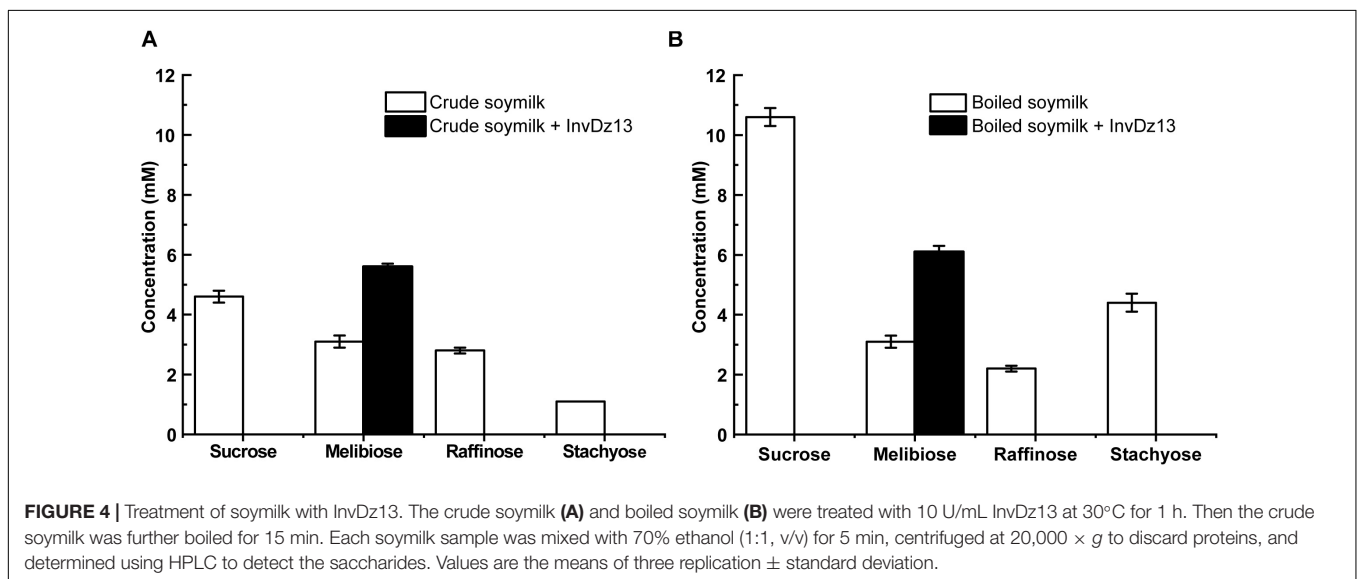 A
12
10
8
6
4
2
0
Concentration (mM)
Crude soymilk
Crude soymilk + InvDz13
Sucrose Melibiose Raffinose Stachyose
B
12
10
8
6
4
2
0
Concentration (mM)
Boiled soymilk
Boiled soymilk + InvDz13
Sucrose Melibiose Raffinose Stachyose
FIGURE 4 | Treatment of soymilk with InvDz13. The crude soymilk (A) and boiled soymilk (B) were treated with 10 U/mL InvDz13 at 30°C for 1 h. Then the crude
soymilk was further boiled for 15 min. Each soymilk sample was mixed with 70% ethanol (1:1, v/v) for 5 min, centrifuged at 20,000 × g to discard proteins, and
determined using HPLC to detect the saccharides. Values are the means of three replication ± standard deviation.